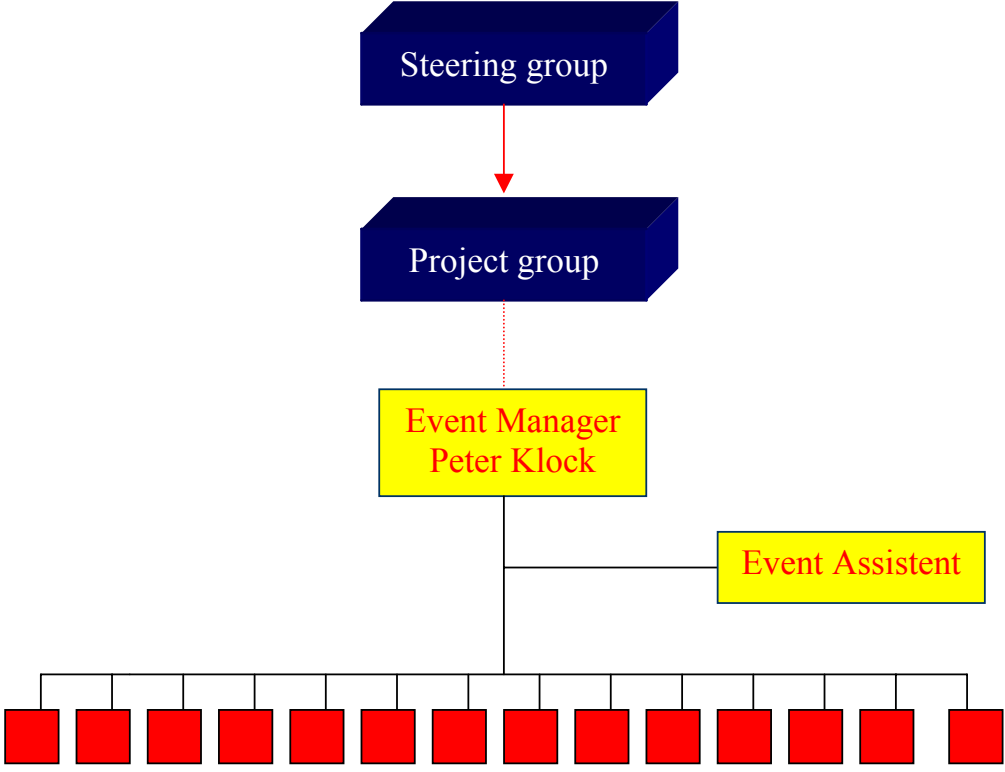 Steering group
Project group
Event Manager
Peter Klock
Event Assistent